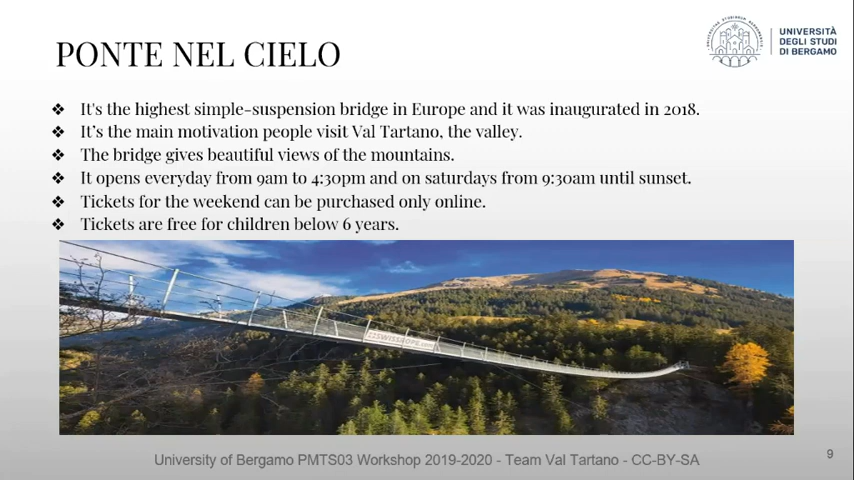 PONTE NEL CIELO
UNIVERSITÀ
DEGLI STUDI
DI BERGAMO
❖ It's the highest simple-suspension bridge in Europe and it was inaugurated in 2018.
❖ It's the main motivation people visit Val Tartano, the valley.
❖ The bridge gives beautiful views of the mountains.
❖ It opens everyday from 9am to 4:30pm and on saturdays from 9:30am until sunset.
❖ Tickets for the weekend can be purchased only online.
❖ Tickets are free for children below 6 years.
University of Bergamo PMTS03 Workshop 2019-2020 - Team Val Tartano - CC-BY-SA
9